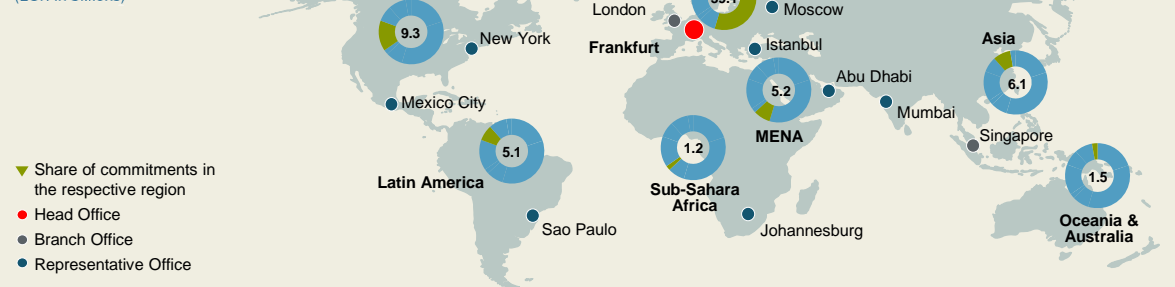 London
Moscow
9.3
New York
Frankfurt
Istanbul
Asia
Abu Dhabi
5.2
6.1
Mexico City
Mumbai
MENA
Singapore
5.1
1.2
Share of commitments in
the respective region
Latin America
Sub-Sahara
Africa
1.5
Head Office
Sao Paulo
Johannesburg
Oceania &
Australia
Branch Office
Representative Office